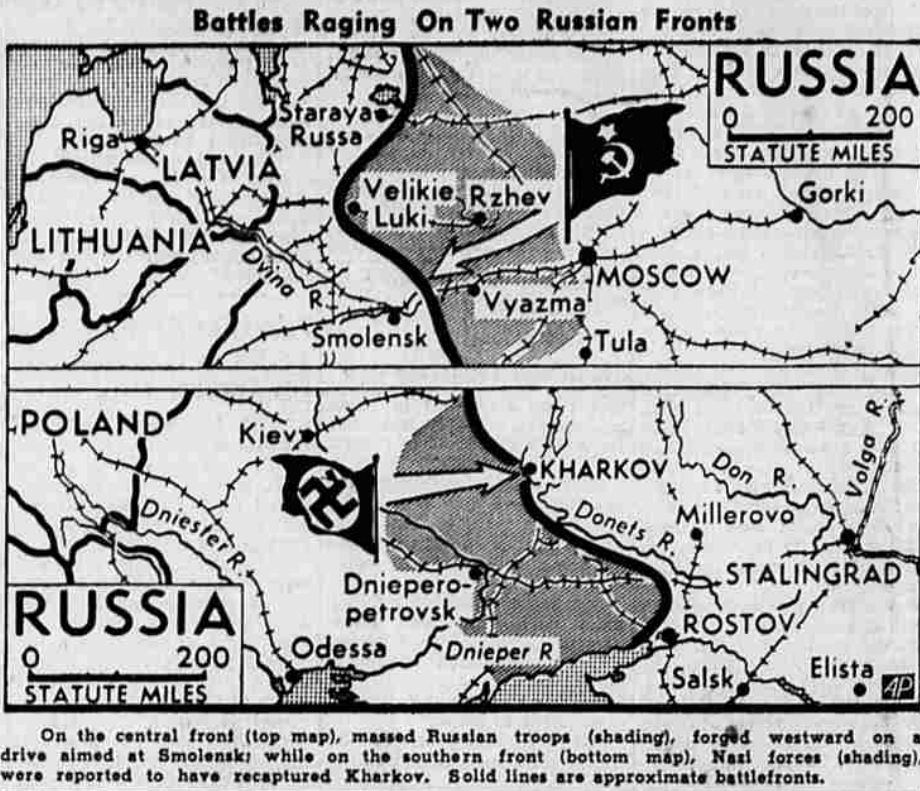 Battles Raging On Two Russian Fronts
RUSSIA
0 200
STATUTE MILES
Staraya
Russa
Riga
LATVIA
Velikie
Luki
Rzhev
Gorki
LITHUANIA
Dvina
R.
MOSCOW
Vyazma
Smolensk
Tula
POLAND
Kiev
KHARKOV
Don R.
Volga R.
Dniester R.
Donets R.
Millerovo
STALINGRAD
Dniepero-
petrovsk
RUSSIA
0 200
STATUTE MILES
Odessa
Dnieper R
ROSTOV
Salsk
Elista
AP
On the central front (top map), massed Russian troops (shading), forged westward on a
drive aimed at Smolensk; while on the southern front (bottom map), Nazi forces (shading),
were reported to have recaptured Kharkov. Solid lines are approximate battlefronts.